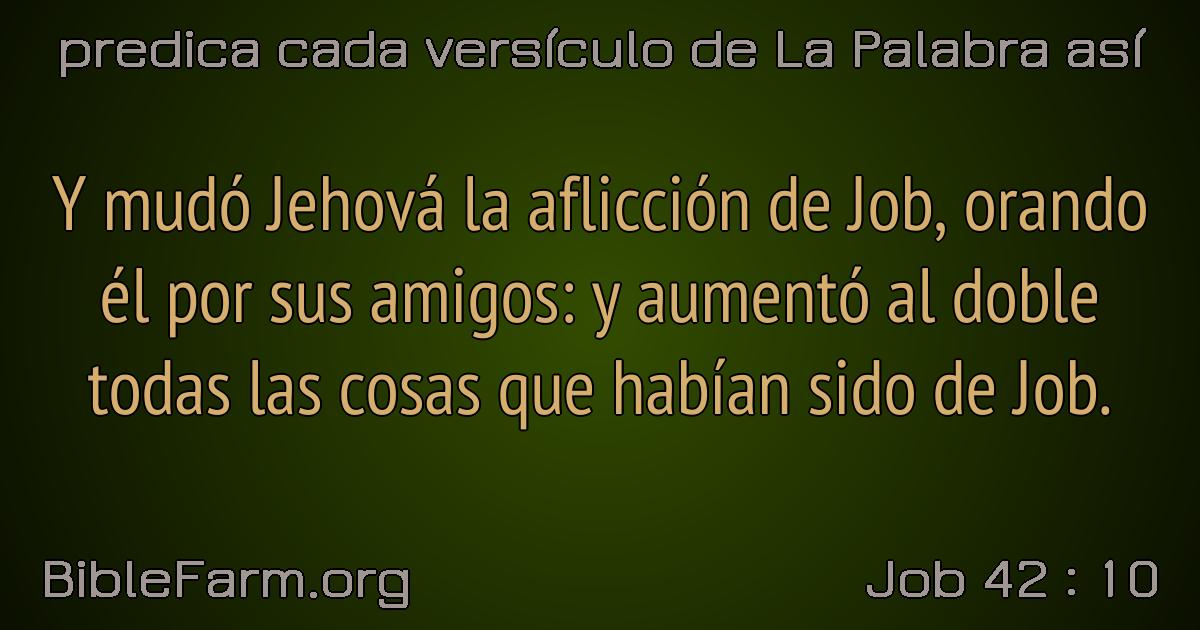 predica cada versículo de La Palabra así
Y mudó Jehová la aflicción de Job, orando
él por sus amigos: y aumentó al doble
todas las cosas que habían sido de Job.
BibleFarm.org
Job 42 : 10